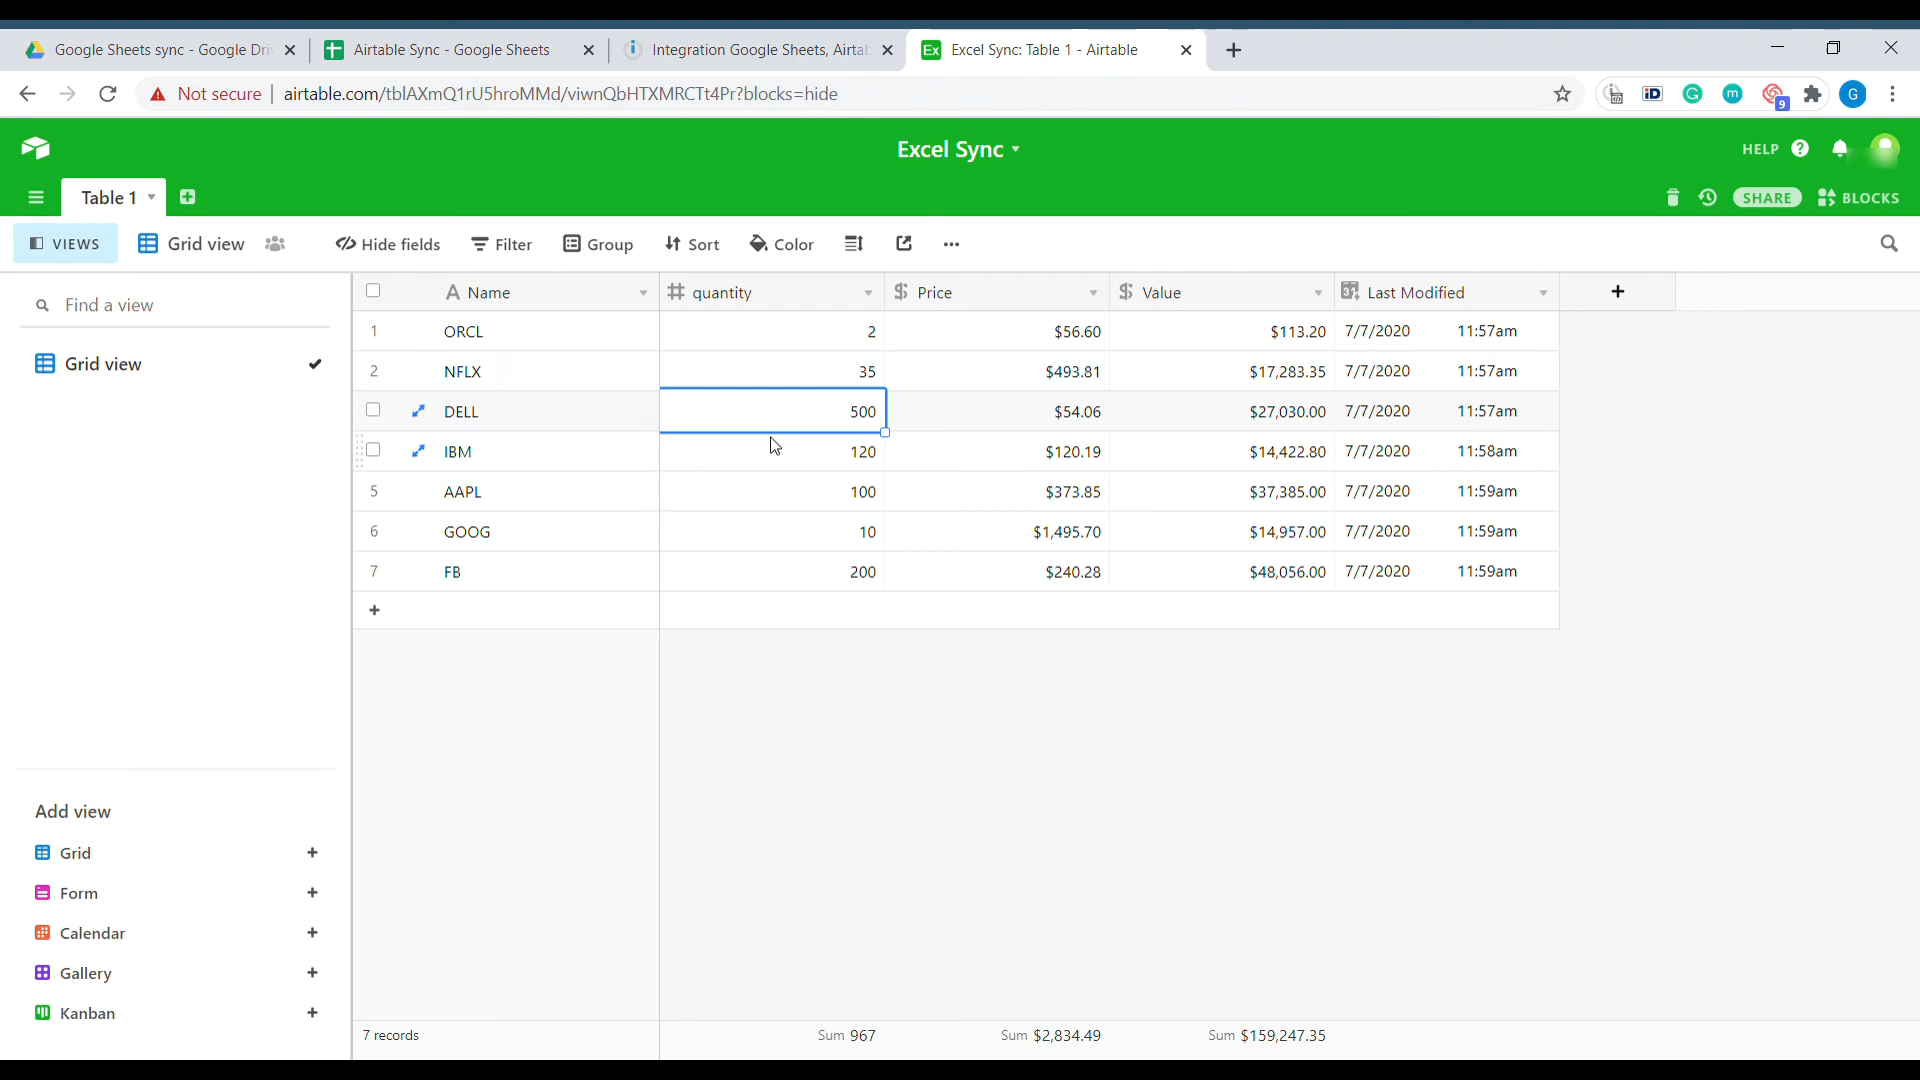 Google Sheets sync - Google Dri
Airtable Sync - Google Sheets
Integration Google Sheets, Airta
Ex
Excel Sync: Table 1 - Airtable
Not secure
airtable.com/tblAXmQ1rU5hroMMd/viwnQbHTXMRCTt4Pr?blocks=hide
iD
m
9
G
Excel Sync
HELP
Table 1
SHARE
BLOCKS
VIEWS
Grid view
Hide fields
Filter
Group
Sort
Color
Find a view
Grid view
Name quantity Price Value Last Modified
1 ORCL 2 $56.60 $113.20 7/7/2020 11:57am
2 NFLX 35 $493.81 $17,283.35 7/7/2020 11:57am
DELL 500 $54.06 $27,030.00 7/7/2020 11:57am
IBM 120 $120.19 $14,422.80 7/7/2020 11:58am
5 AAPL 100 $373.85 $37,385.00 7/7/2020 11:59am
6 GOOG 10 $1,495.70 $14,957.00 7/7/2020 11:59am
7 FB 200 $240.28 $48,056.00 7/7/2020 11:59am
+
Add view
Grid +
Form +
Calendar +
Gallery +
Kanban +
7 records Sum 967 Sum $2,834.49 Sum $159,247.35